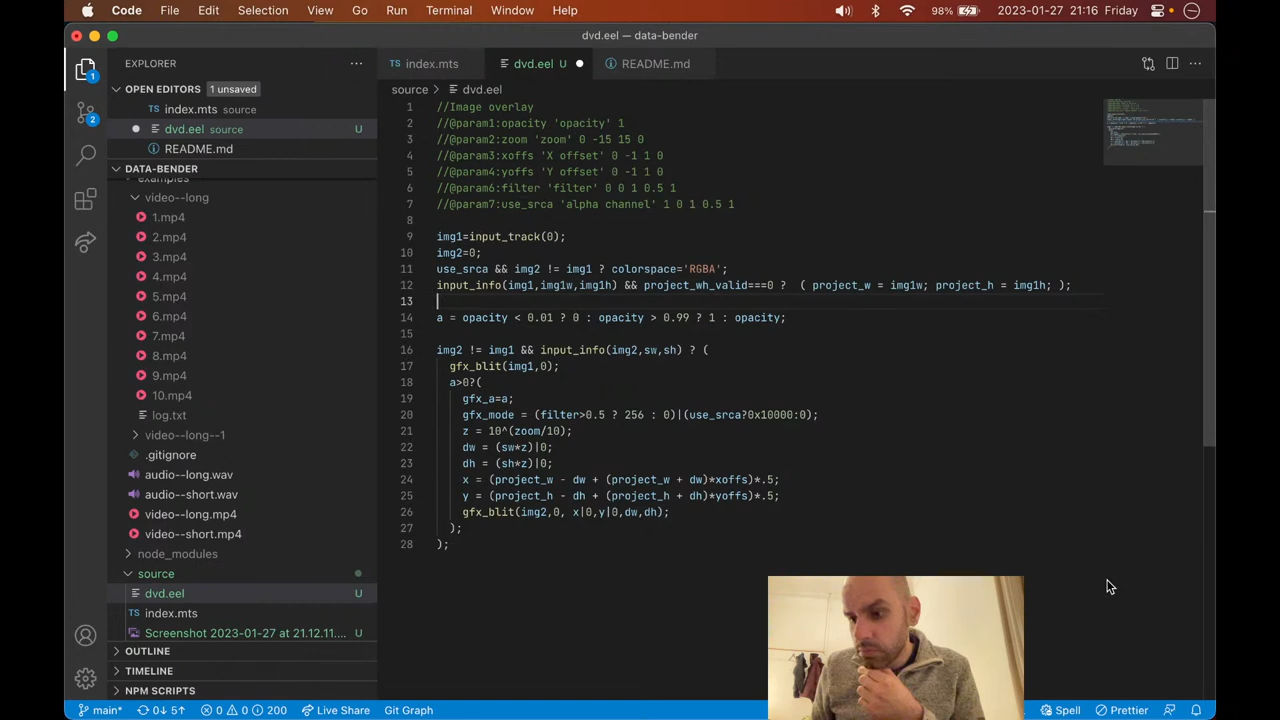 Code File Edit Selection View Go Run Terminal Window Help 98% 2023-01-27 21:16 Friday
dvd.eel — data-bender
EXPLORER
index.mts
dvd.eel U
README.md
OPEN EDITORS 1 unsaved
source
dvd.eel
index.mts source
dvd.eel source U
README.md
DATA-BENDER
examples
video--long
1.mp4
2.mp4
3.mp4
4.mp4
5.mp4
6.mp4
7.mp4
8.mp4
9.mp4
10.mp4
log.txt
video--long--1
.gitignore
audio--long.wav
audio--short.wav
video--long.mp4
video--short.mp4
node_modules
source
dvd.eel U
index.mts
Screenshot 2023-01-27 at 21.12.11.... U
OUTLINE
TIMELINE
NPM SCRIPTS
1 //Image overlay
2 //@param1:opacity 'opacity' 1
3 //@param2:zoom 'zoom' 0 -15 15 0
4 //@param3:xoffs 'X offset' 0 -1 1 0
5 //@param4:yoffs 'Y offset' 0 -1 1 0
6 //@param6:filter 'filter' 0 0 1 0.5 1
7 //@param7:use_srca 'alpha channel' 1 0 1 0.5 1
8
9 img1=input_track(0);
10 img2=0;
11 use_srca && img2 != img1 ? colorspace='RGBA';
12 input_info(img1,img1w,img1h) && project_wh_valid===0 ?  ( project_w = img1w; project_h = img1h; );
13
14 a = opacity < 0.01 ? 0 : opacity > 0.99 ? 1 : opacity;
15
16 img2 != img1 && input_info(img2,sw,sh) ? (
17 gfx_blit(img1,0);
18 a>0?(
19 gfx_a=a;
20 gfx_mode = (filter>0.5 ? 256 : 0)|(use_srca?0x10000:0);
21 z = 10^(zoom/10);
22 dw = (sw*z)|0;
23 dh = (sh*z)|0;
24 x = (project_w - dw + (project_w + dw)*xoffs)*.5;
25 y = (project_h - dh + (project_h + dh)*yoffs)*.5;
26 gfx_blit(img2,0, x|0,y|0,dw,dh);
27 );
28 );
1
2
main* 0↓ 5↑ 0 0 200 Live Share Git Graph Spell Prettier